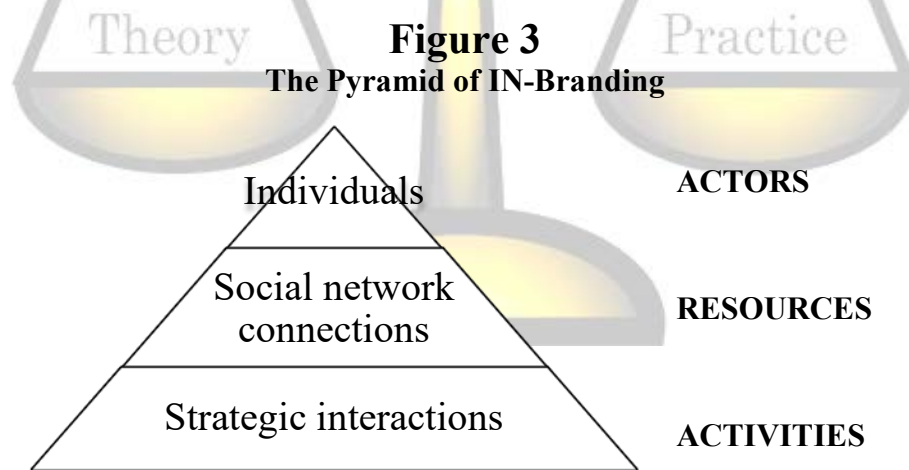 Theory
Practice
Figure 3
The Pyramid of IN-Branding
Individuals
ACTORS
Social network
connections
RESOURCES
Strategic interactions
ACTIVITIES